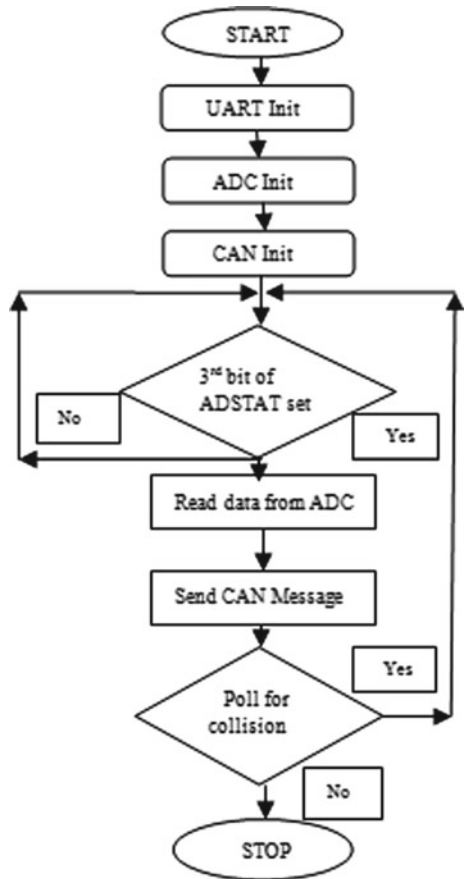 START
UART Init
ADC Init
CAN Init
3rd bit of
ADSTAT set
No
Yes
Read data from ADC
Send CAN Message
Yes
Poll for
collision
No
STOP